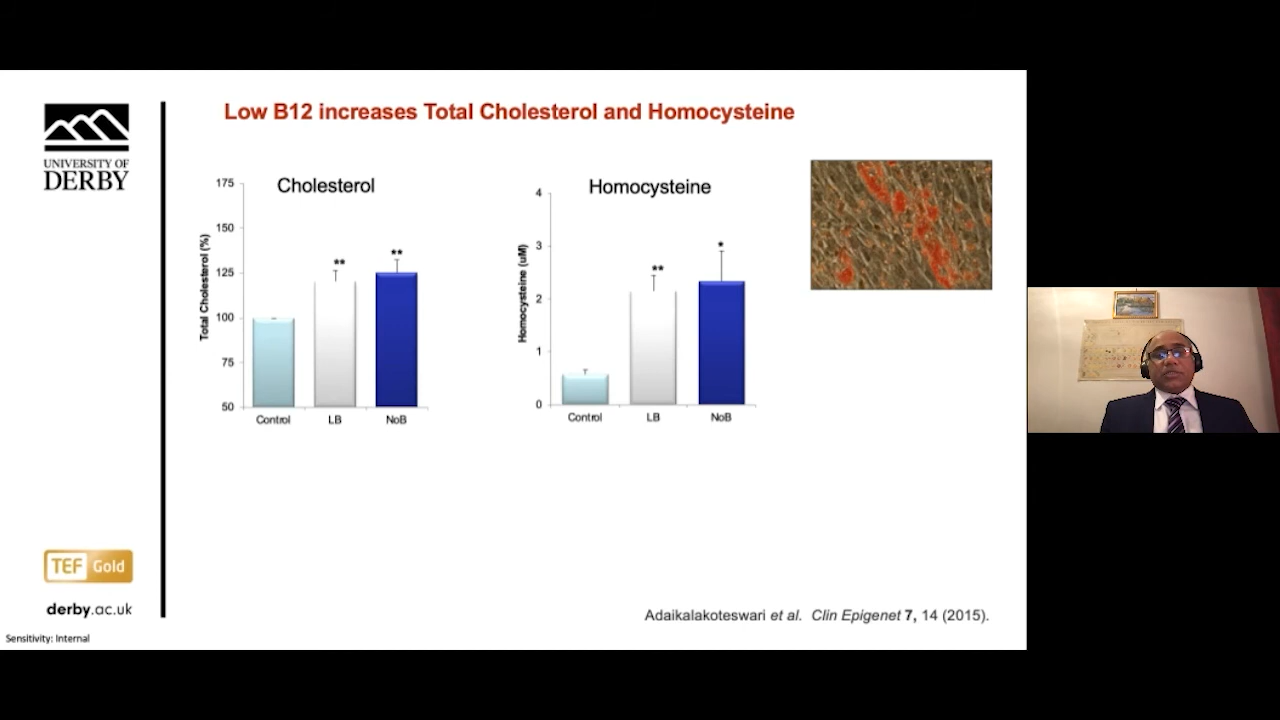 Low B12 increases Total Cholesterol and Homocysteine
UNIVERSITY OF
DERBY
Cholesterol
Total Cholesterol (%)
175
150
125
100
75
50
**
**
Control
LB
NoB
Homocysteine
Homocysteine (uM)
4
3
2
1
0
**
*
Control
LB
NoB
TEF Gold
derby.ac.uk
Adaikalakoteswari et al. Clin Epigenet 7, 14 (2015).
Sensitivity: Internal